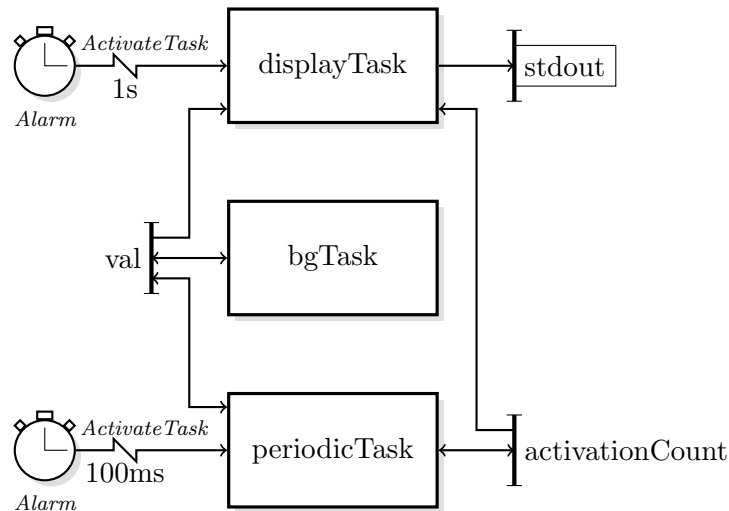 ActivateTask
displayTask
stdout
1s
Alarm
val
bgTask
ActivateTask
periodicTask
activationCount
100ms
Alarm